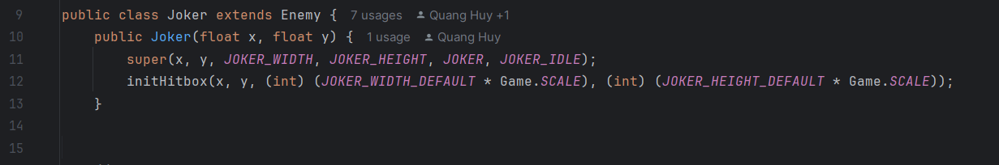 9 public class Joker extends Enemy { 7 usages Quang Huy +1
10 public Joker(float x, float y) { 1 usage Quang Huy
11 super(x, y, JOKER_WIDTH, JOKER_HEIGHT, JOKER, JOKER_IDLE);
12 initHitbox(x, y, (int) (JOKER_WIDTH_DEFAULT * Game.SCALE), (int) (JOKER_HEIGHT_DEFAULT * Game.SCALE));
13 }
14
15